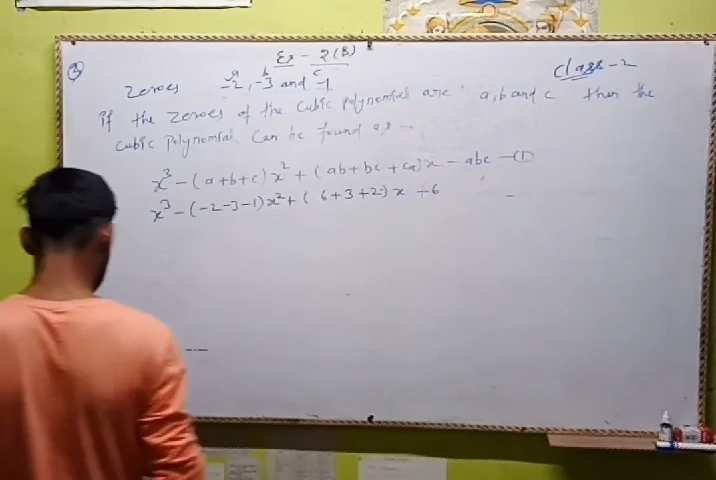 Ex - 2(B)
Class-2
③ a b c
Zeroes -2, -3 and -1
If the zeroes of the cubic polynomial are a, b and c then the
cubic polynomial can be found as -
x³ - (a+b+c)x² + (ab+bc+ca)x - abc -①
x³ - (-2-3-1)x² + (6+3+2)x + 6